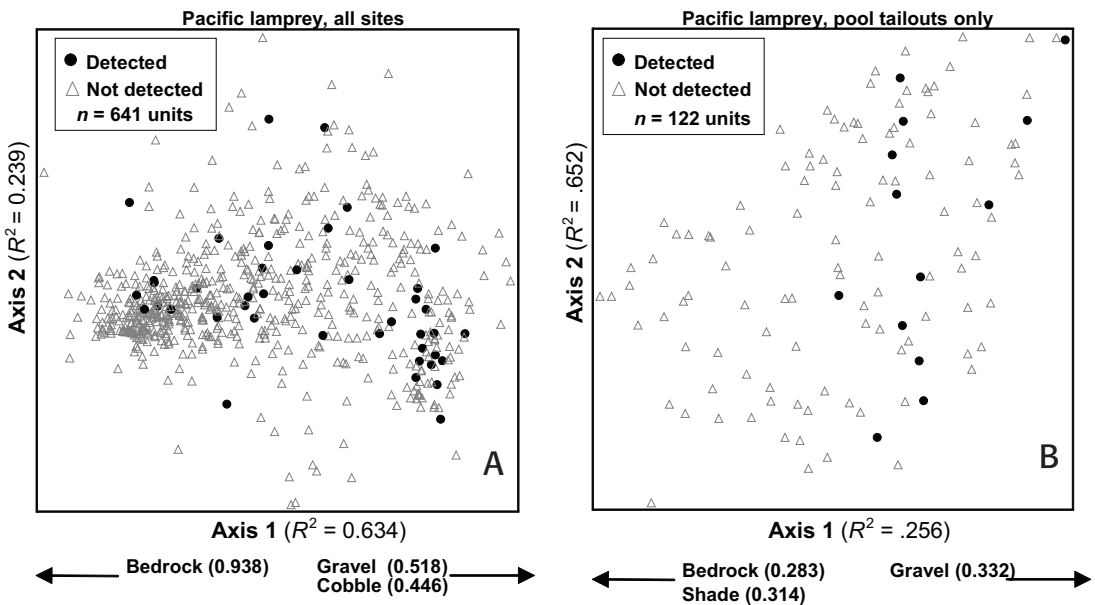 Pacific lamprey, all sites
Detected
Not detected
n = 641 units
Axis 2 (R² = 0.239)
A
Axis 1 (R² = 0.634)
Bedrock (0.938)
Gravel (0.518)
Cobble (0.446)
Pacific lamprey, pool tailouts only
Detected
Not detected
n = 122 units
Axis 2 (R² = .652)
B
Axis 1 (R² = .256)
Bedrock (0.283)
Shade (0.314)
Gravel (0.332)